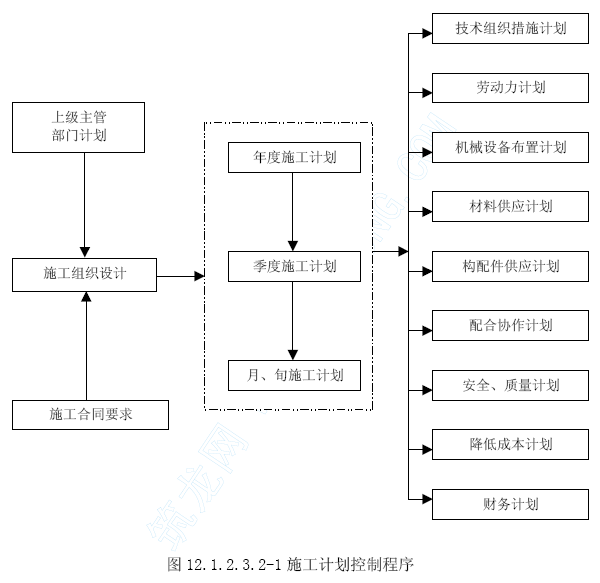 上级主管
部门计划
施工组织设计
施工合同要求
年度施工计划
季度施工计划
月、旬施工计划
技术组织措施计划
劳动力计划
机械设备布置计划
材料供应计划
构配件供应计划
配合协作计划
安全、质量计划
降低成本计划
财务计划
筑龙网
NG.COM
图 12.1.2.3.2-1 施工计划控制程序